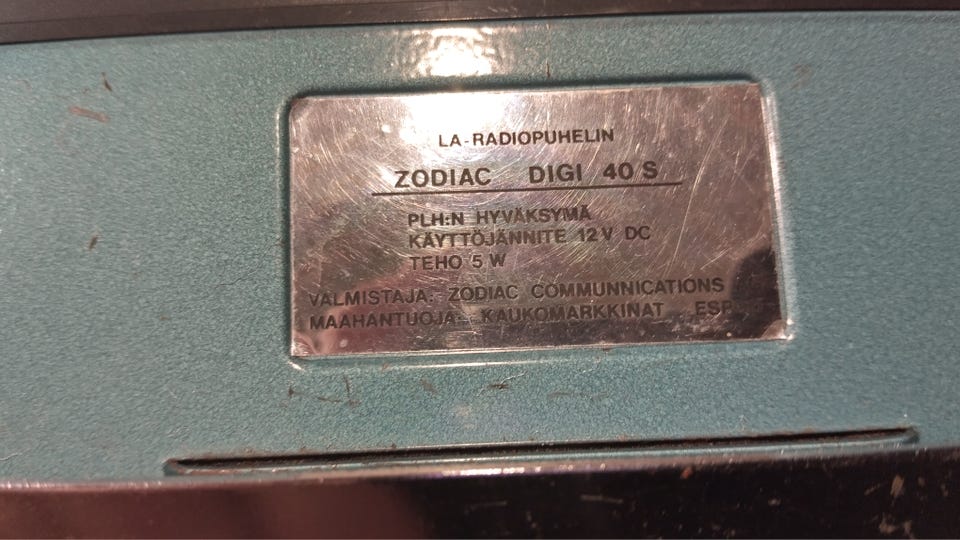 LA-RADIOPUHELIN
ZODIAC DIGI 40 S
PLH:N HYVÄKSYMÄ
KÄYTTÖJÄNNITE 12 V DC
TEHO 5 W
VALMISTAJA: ZODIAC COMMUNNICATIONS
MAAHANTUOJA: KAUKOMARKKINAT